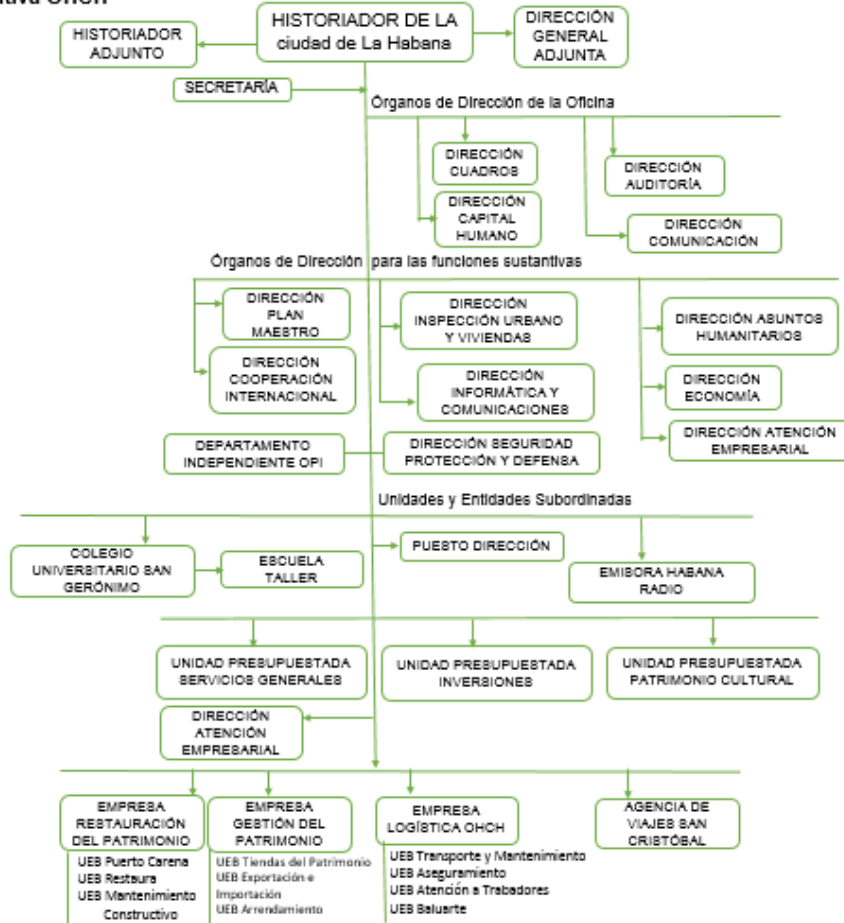 HISTORIADOR DE LA
ciudad de La Habana
HISTORIADOR
ADJUNTO
DIRECCIÓN
GENERAL
ADJUNTA
SECRETARÍA
Órganos de Dirección de la Oficina
DIRECCIÓN
CUADROS
DIRECCIÓN
AUDITORÍA
DIRECCIÓN
CAPITAL
HUMANO
DIRECCIÓN
COMUNICACIÓN
Órganos de Dirección para las funciones sustantivas
DIRECCIÓN
PLAN
MAESTRO
DIRECCIÓN
INSPECCIÓN URBANO
Y VIVIENDAS
DIRECCIÓN ASUNTOS
HUMANITARIOS
DIRECCIÓN
COOPERACIÓN
INTERNACIONAL
DIRECCIÓN
INFORMÁTICA Y
COMUNICACIONES
DIRECCIÓN
ECONOMÍA
DIRECCIÓN ATENCIÓN
EMPRESARIAL
DEPARTAMENTO
INDEPENDIENTE OPI
DIRECCIÓN SEGURIDAD
PROTECCIÓN Y DEFENSA
Unidades y Entidades Subordinadas
COLEGIO
UNIVERSITARIO SAN
GERÓNIMO
ESCUELA
TALLER
PUESTO DIRECCIÓN
EMISORA HABANA
RADIO
UNIDAD PRESUPUESTADA
SERVICIOS GENERALES
UNIDAD PRESUPUESTADA
INVERSIONES
UNIDAD PRESUPUESTADA
PATRIMONIO CULTURAL
DIRECCIÓN
ATENCIÓN
EMPRESARIAL
EMPRESA
RESTAURACIÓN
DEL PATRIMONIO
UEB Puerto Carena
UEB Restaura
UEB Mantenimiento
Constructivo
EMPRESA
GESTIÓN DEL
PATRIMONIO
UEB Tiendas del Patrimonio
UEB Exportación e
Importación
UEB Arrendamiento
EMPRESA
LOGÍSTICA OHCH
UEB Transporte y Mantenimiento
UEB Aseguramiento
UEB Atención a Trabadores
UEB Baluarte
AGENCIA DE
VIAJES SAN
CRISTÓBAL